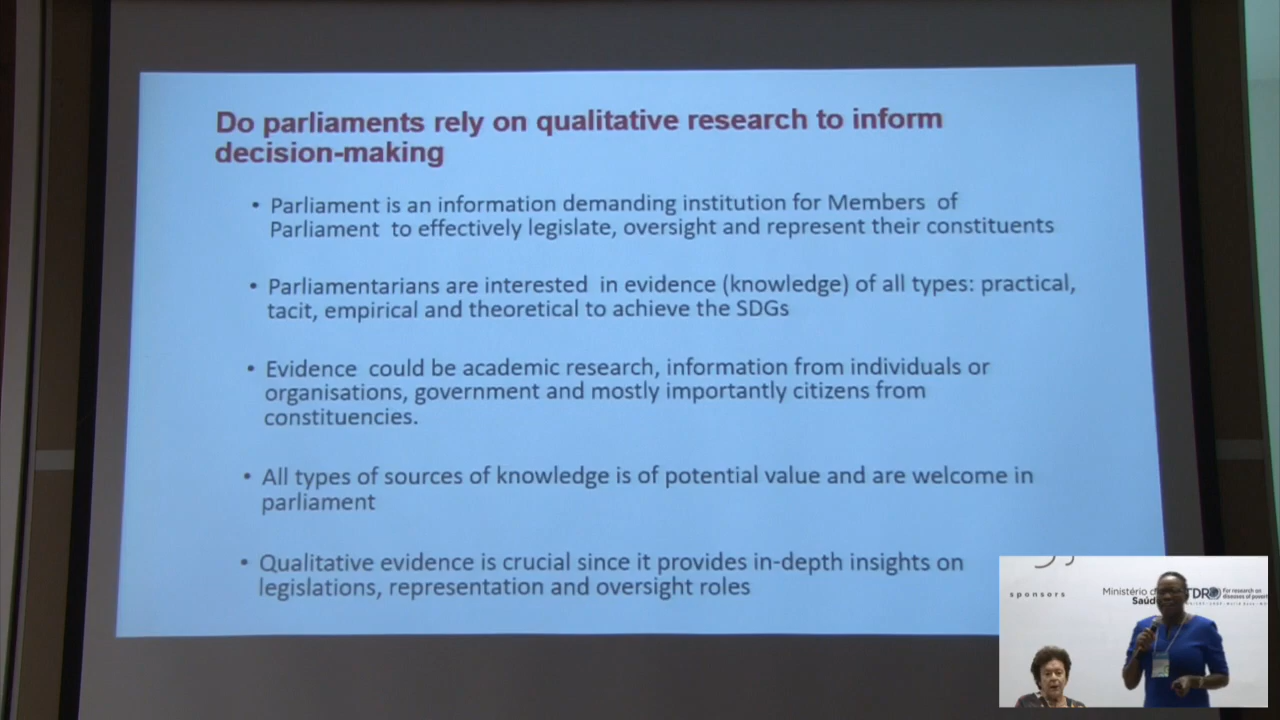 Do parliaments rely on qualitative research to inform
decision-making
• Parliament is an information demanding institution for Members of
Parliament to effectively legislate, oversight and represent their constituents
• Parliamentarians are interested in evidence (knowledge) of all types: practical,
tacit, empirical and theoretical to achieve the SDGs
• Evidence could be academic research, information from individuals or
organisations, government and mostly importantly citizens from
constituencies.
• All types of sources of knowledge is of potential value and are welcome in
parliament
• Qualitative evidence is crucial since it provides in-depth insights on
legislations, representation and oversight roles
sponsors
Ministério d
Saúd
TDR
for research on
diseases of povert